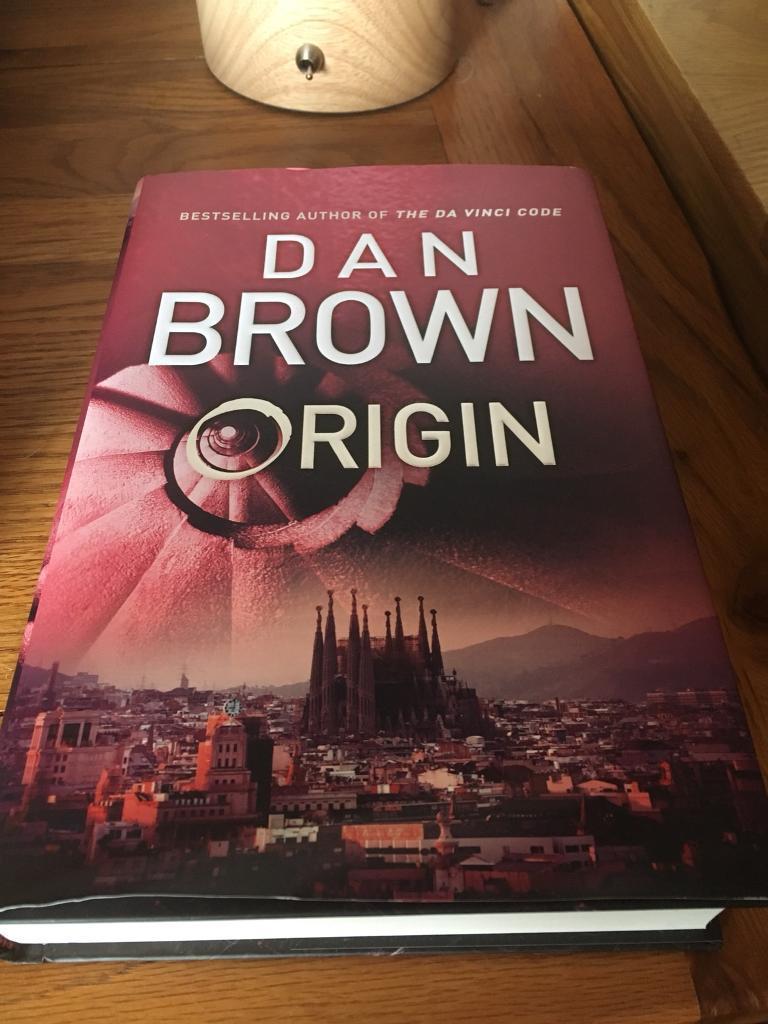 BESTSELLING AUTHOR OF THE DA VINCI CODE
DAN
BROWN
ORIGIN